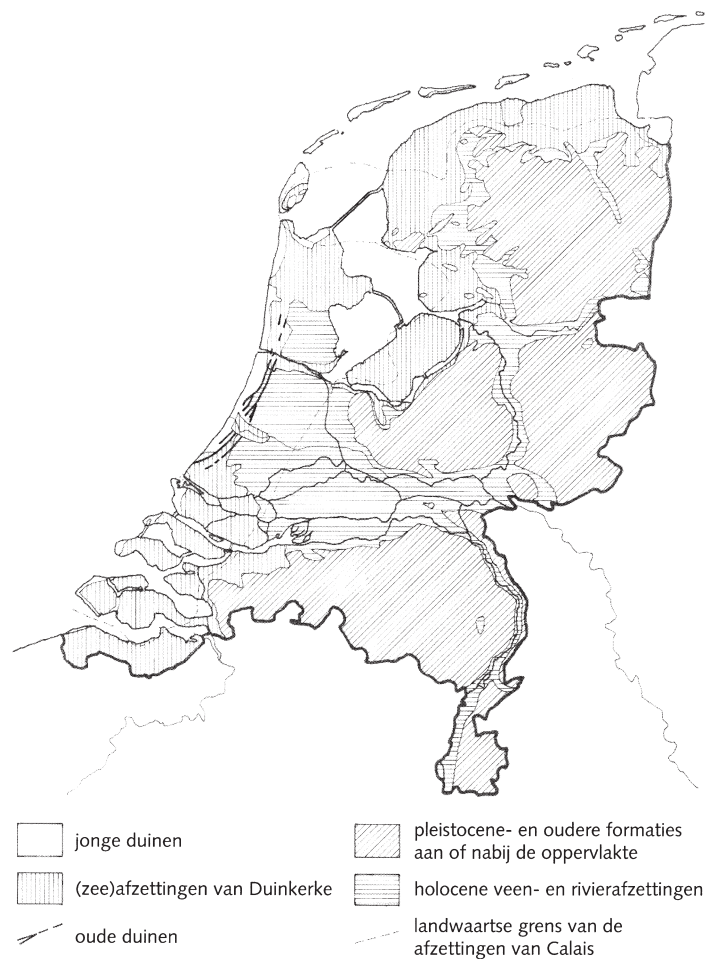 jonge duinen
(zee)afzettingen van Duinkerke
oude duinen
pleistocene- en oudere formaties
aan of nabij de oppervlakte
holocene veen- en rivierafzettingen
landwaartse grens van de
afzettingen van Calais